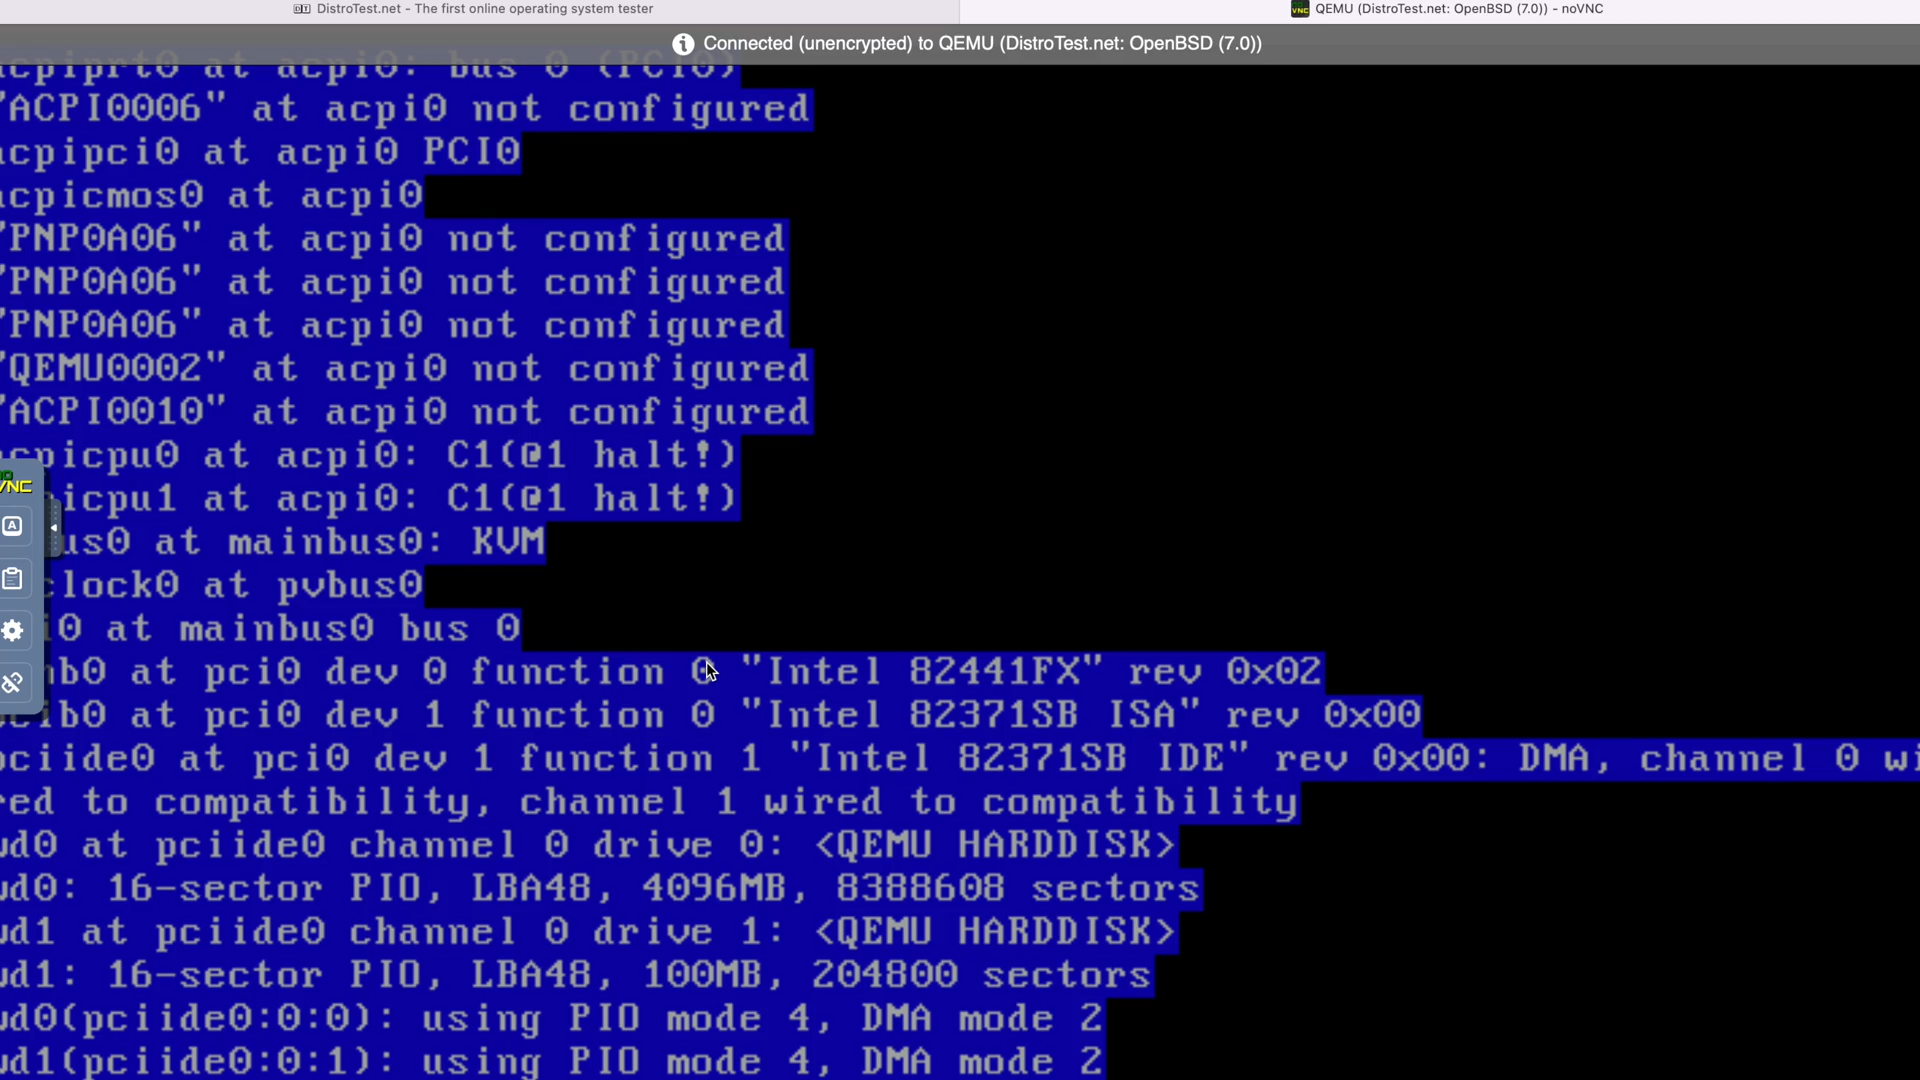 DistroTest.net - The first online operating system tester
QEMU (DistroTest.net: OpenBSD (7.0)) - noVNC
Connected (unencrypted) to QEMU (DistroTest.net: OpenBSD (7.0))
cpiprt0 at acpi0: bus 0 (PCI0)
"ACPI0006" at acpi0 not configured
acpipci0 at acpi0 PCI0
acpicmos0 at acpi0
"PNP0A06" at acpi0 not configured
"PNP0A06" at acpi0 not configured
"PNP0A06" at acpi0 not configured
"QEMU0002" at acpi0 not configured
"ACPI0010" at acpi0 not configured
acpicpu0 at acpi0: C1(@1 halt!)
picpu1 at acpi0: C1(@1 halt!)
us0 at mainbus0: KVM
clock0 at pvbus0
i0 at mainbus0 bus 0
hb0 at pci0 dev 0 function 0 "Intel 82441FX" rev 0x02
cib0 at pci0 dev 1 function 0 "Intel 82371SB ISA" rev 0x00
pciide0 at pci0 dev 1 function 1 "Intel 82371SB IDE" rev 0x00: DMA, channel 0 wi
red to compatibility, channel 1 wired to compatibility
wd0 at pciide0 channel 0 drive 0: <QEMU HARDDISK>
wd0: 16-sector PIO, LBA48, 4096MB, 8388608 sectors
wd1 at pciide0 channel 0 drive 1: <QEMU HARDDISK>
wd1: 16-sector PIO, LBA48, 100MB, 204800 sectors
wd0(pciide0:0:0): using PIO mode 4, DMA mode 2
wd1(pciide0:0:1): using PIO mode 4, DMA mode 2
VNC
A